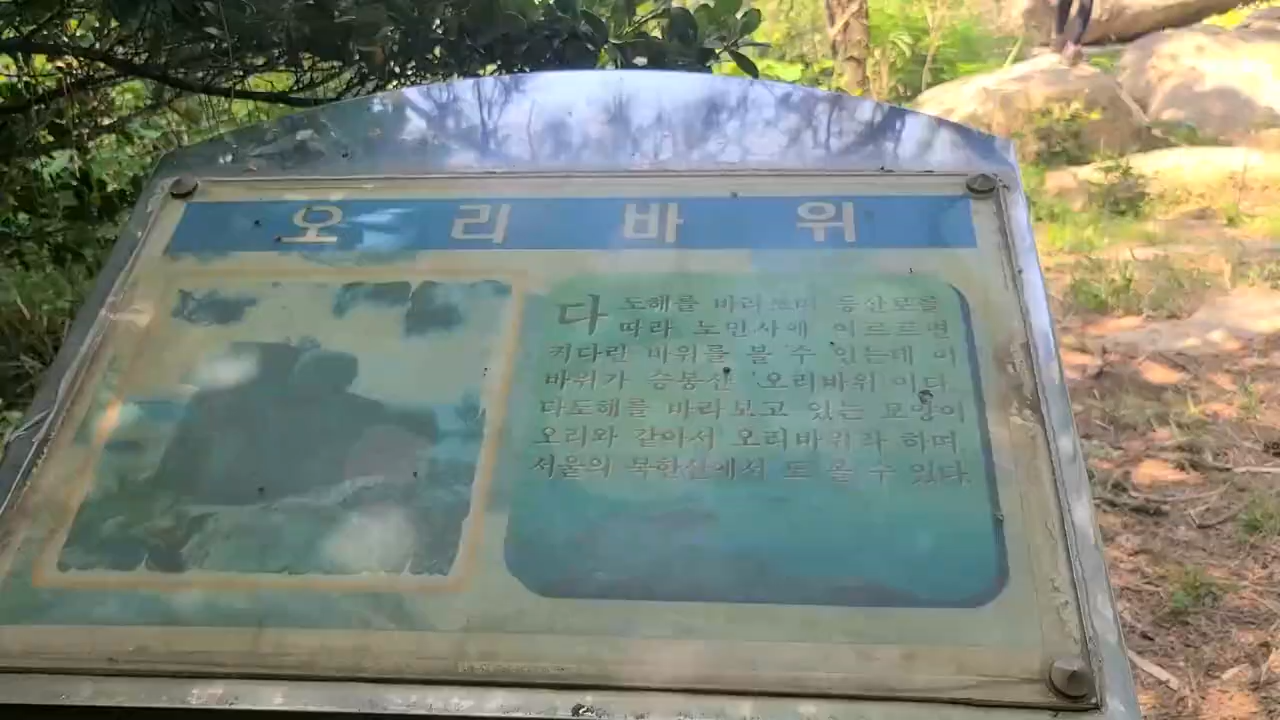 오리바위
다도해를 바라보며 등산로를
따라 노민사에 이르르면
커다란 바위를 볼 수 있는데 이
바위가 승봉산 '오리바위'이다.
다도해를 바라보고 있는 모양이
오리와 같아서 오리바위라 하며
서울의 북한산에서 도 올 수 있다.